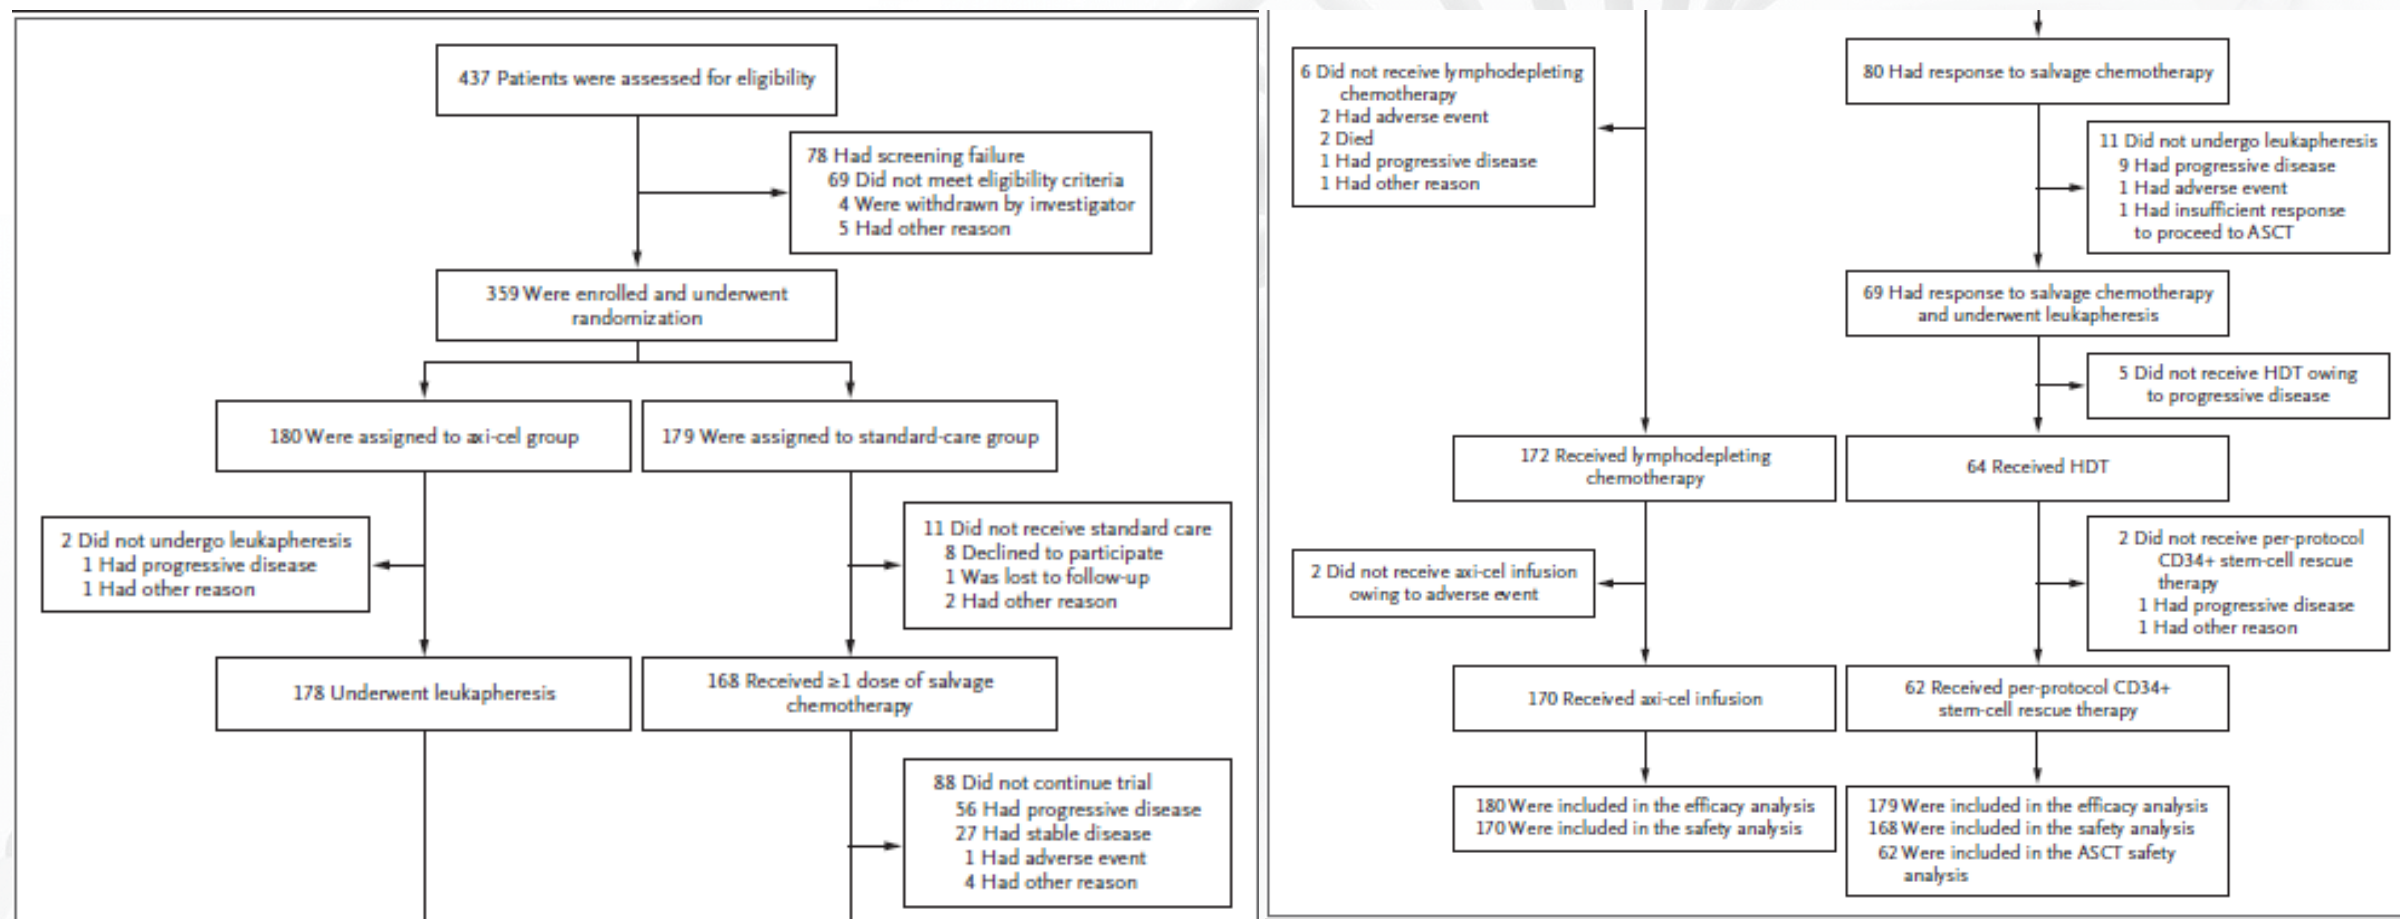 437 Patients were assessed for eligibility
78 Had screening failure
69 Did not meet eligibility criteria
4 Were withdrawn by investigator
5 Had other reason
359 Were enrolled and underwent
randomization
180 Were assigned to axi-cel group
179 Were assigned to standard-care group
2 Did not undergo leukapheresis
1 Had progressive disease
1 Had other reason
11 Did not receive standard care
8 Declined to participate
1 Was lost to follow-up
2 Had other reason
178 Underwent leukapheresis
168 Received ≥1 dose of salvage
chemotherapy
88 Did not continue trial
56 Had progressive disease
27 Had stable disease
1 Had adverse event
4 Had other reason
6 Did not receive lymphodepleting
chemotherapy
2 Had adverse event
2 Died
1 Had progressive disease
1 Had other reason
80 Had response to salvage chemotherapy
11 Did not undergo leukapheresis
9 Had progressive disease
1 Had adverse event
1 Had insufficient response
to proceed to ASCT
69 Had response to salvage chemotherapy
and underwent leukapheresis
5 Did not receive HDT owing
to progressive disease
172 Received lymphodepleting
chemotherapy
64 Received HDT
2 Did not receive axi-cel infusion
owing to adverse event
2 Did not receive per-protocol
CD34+ stem-cell rescue
therapy
1 Had progressive disease
1 Had other reason
170 Received axi-cel infusion
62 Received per-protocol CD34+
stem-cell rescue therapy
180 Were included in the efficacy analysis
170 Were included in the safety analysis
179 Were included in the efficacy analysis
168 Were included in the safety analysis
62 Were included in the ASCT safety
analysis